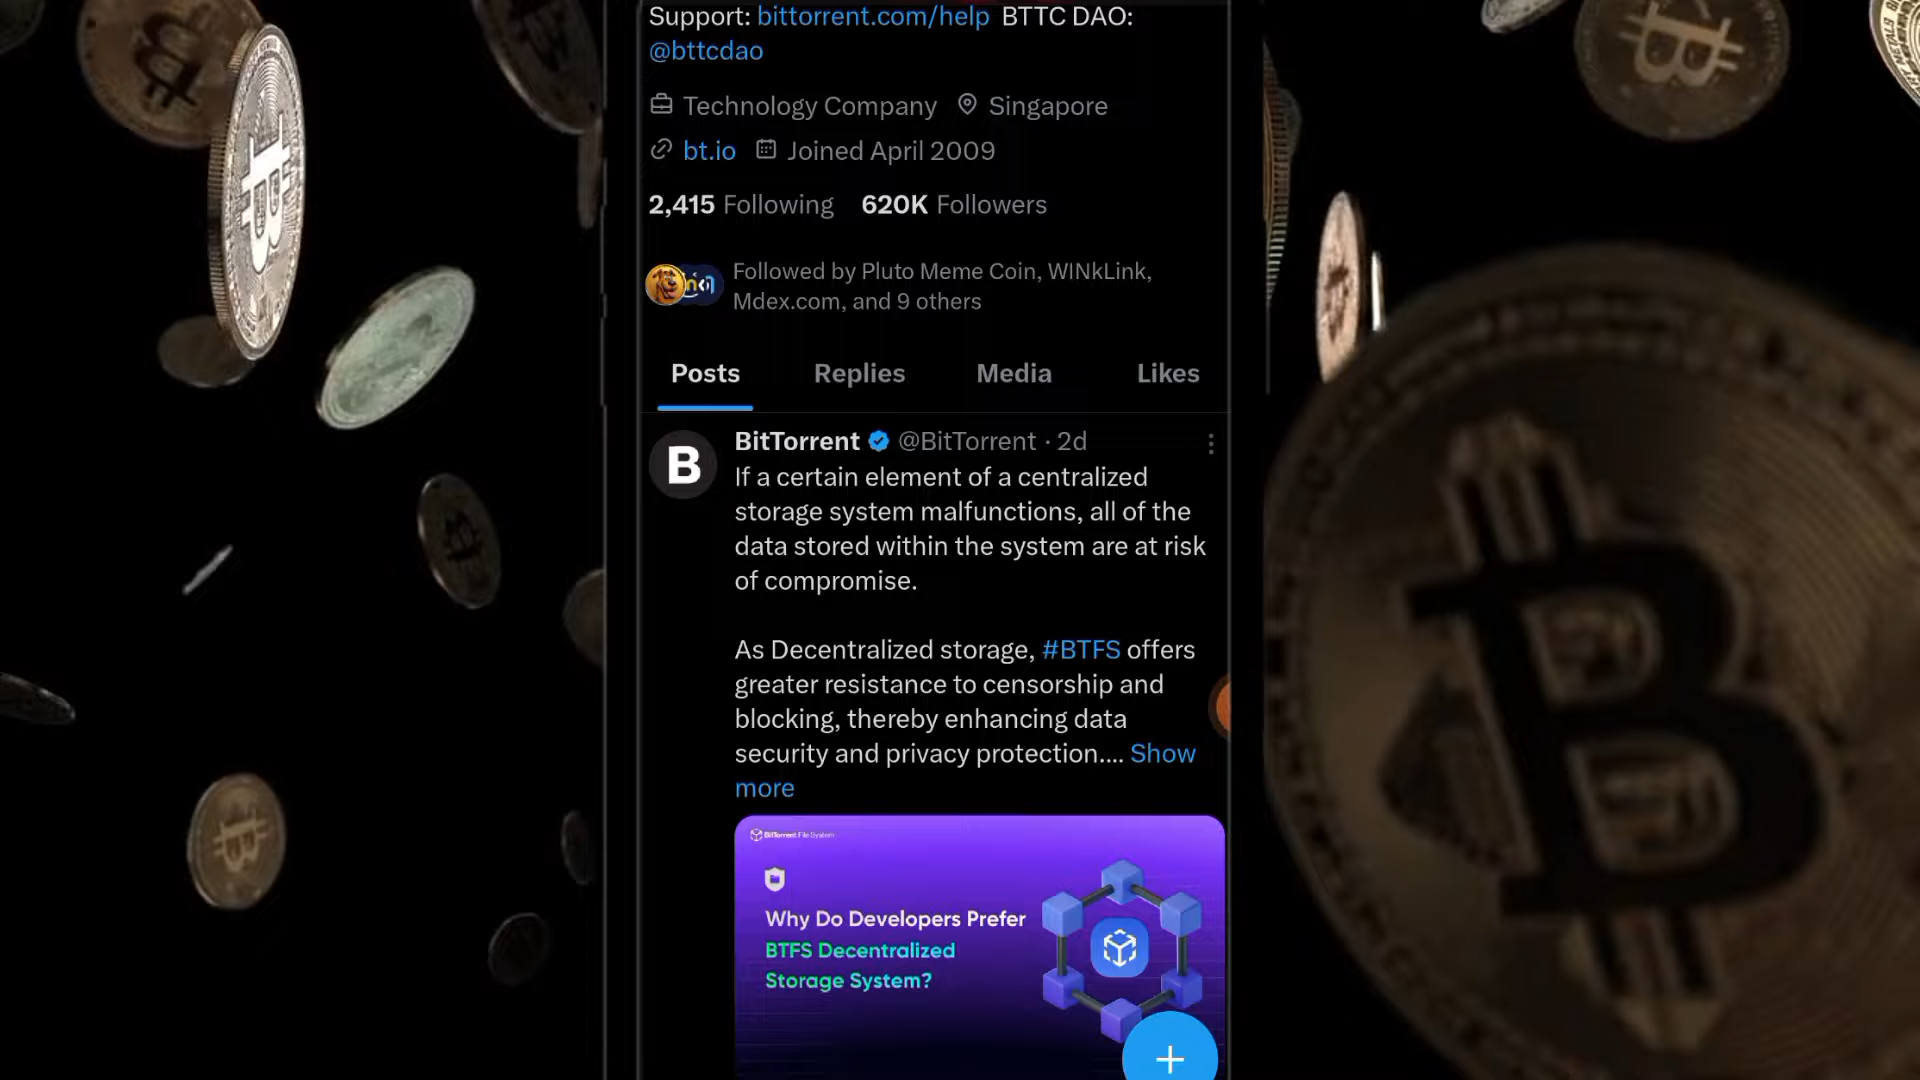 Support: bittorrent.com/help BTTC DAO:
@bttcdao
Technology Company Singapore
bt.io Joined April 2009
2,415 Following 620K Followers
Followed by Pluto Meme Coin, WINkLink,
Mdex.com, and 9 others
Posts Replies Media Likes
BitTorrent @BitTorrent · 2d
B
If a certain element of a centralized
storage system malfunctions, all of the
data stored within the system are at risk
of compromise.
As Decentralized storage, #BTFS offers
greater resistance to censorship and
blocking, thereby enhancing data
security and privacy protection.... Show
more
BitTorrent File System
Why Do Developers Prefer
BTFS Decentralized
Storage System?